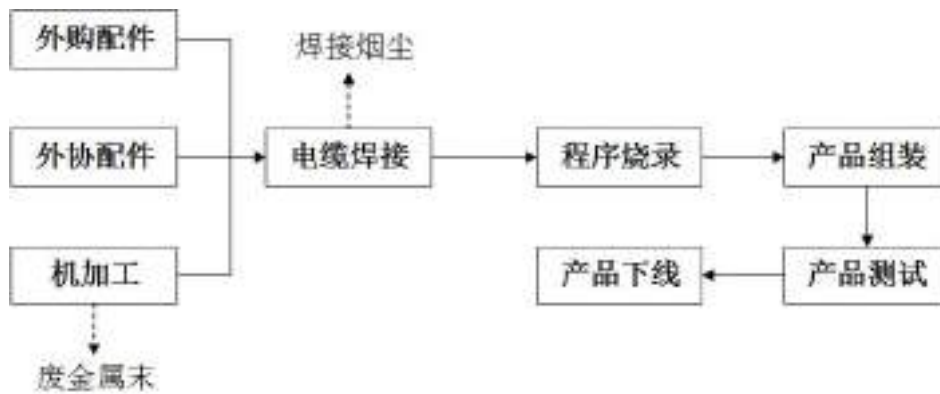 外购配件
焊接烟尘
外协配件
电缆焊接
程序烧录
产品组装
机加工
产品下线
产品测试
废金属末